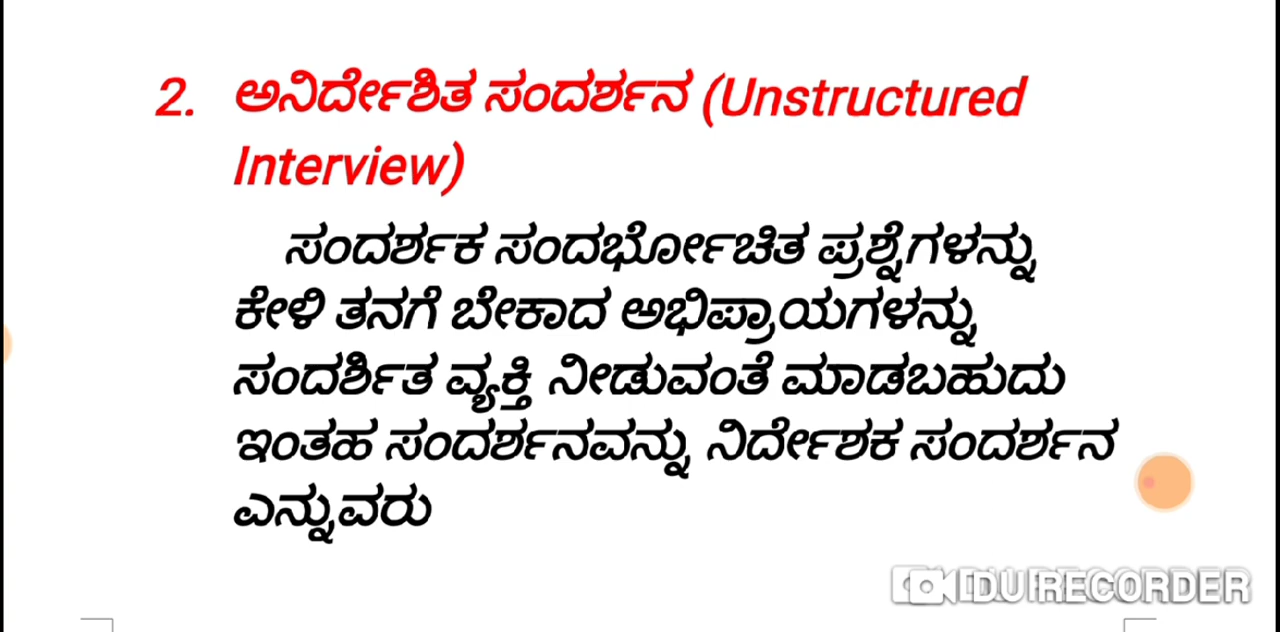 2. ಅನಿರ್ದೇಶಿತ ಸಂದರ್ಶನ (Unstructured
Interview)
ಸಂದರ್ಶಕ ಸಂದರ್ಭೋಚಿತ ಪ್ರಶ್ನೆಗಳನ್ನು
ಕೇಳಿ ತನಗೆ ಬೇಕಾದ ಅಭಿಪ್ರಾಯಗಳನ್ನು
ಸಂದರ್ಶಿತ ವ್ಯಕ್ತಿ ನೀಡುವಂತೆ ಮಾಡಬಹುದು
ಇಂತಹ ಸಂದರ್ಶನವನ್ನು ನಿರ್ದೇಶಕ ಸಂದರ್ಶನ
ಎನ್ನುವರು
DU RECORDER